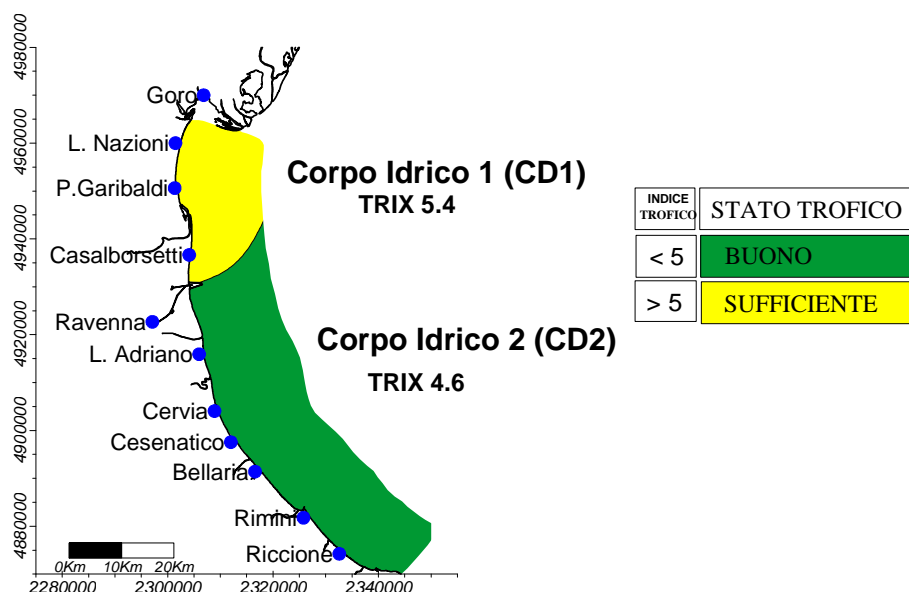 4980000
4960000
4940000
4920000
4900000
4880000
Goro
L. Nazioni
P.Garibaldi
Casalborsetti
Ravenna
L. Adriano
Cervia
Cesenatico
Bellaria
Rimini
Riccione
Corpo Idrico 1 (CD1)
TRIX 5.4
Corpo Idrico 2 (CD2)
TRIX 4.6
INDICE TROFICO STATO TROFICO
< 5 BUONO
> 5 SUFFICIENTE
0Km 10Km 20Km
2280000 2300000 2320000 2340000